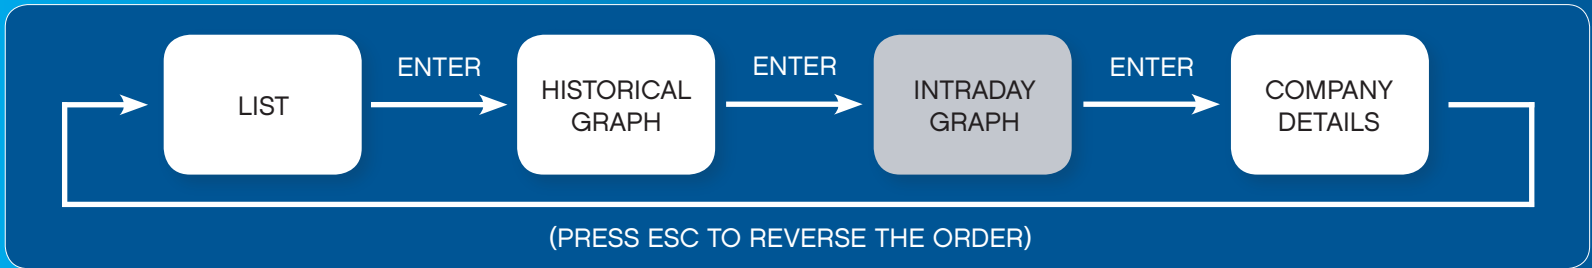 LIST
ENTER
HISTORICAL
GRAPH
ENTER
INTRADAY
GRAPH
ENTER
COMPANY
DETAILS
(PRESS ESC TO REVERSE THE ORDER)